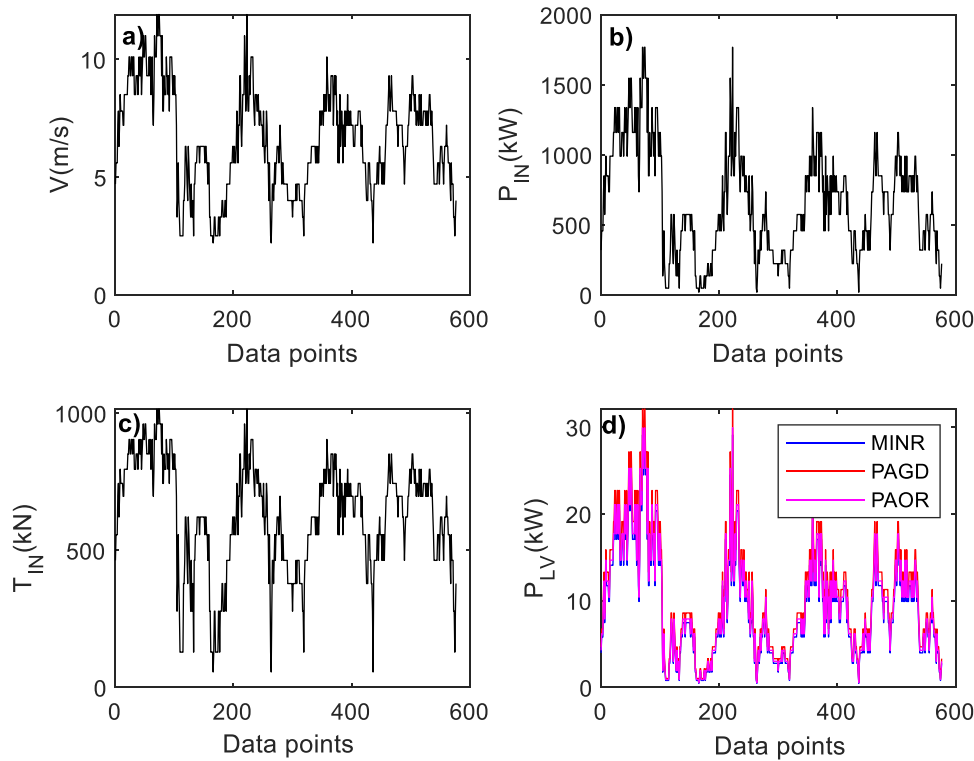 a)
10
5
0
V(m/s)
0 200 400 600
Data points
b)
2000
1500
1000
500
0
P_IN(kW)
0 200 400 600
Data points
c)
1000
500
0
T_IN(kN)
0 200 400 600
Data points
d)
30
20
10
0
P_LV(kW)
MINR
PAGD
PAOR
0 200 400 600
Data points